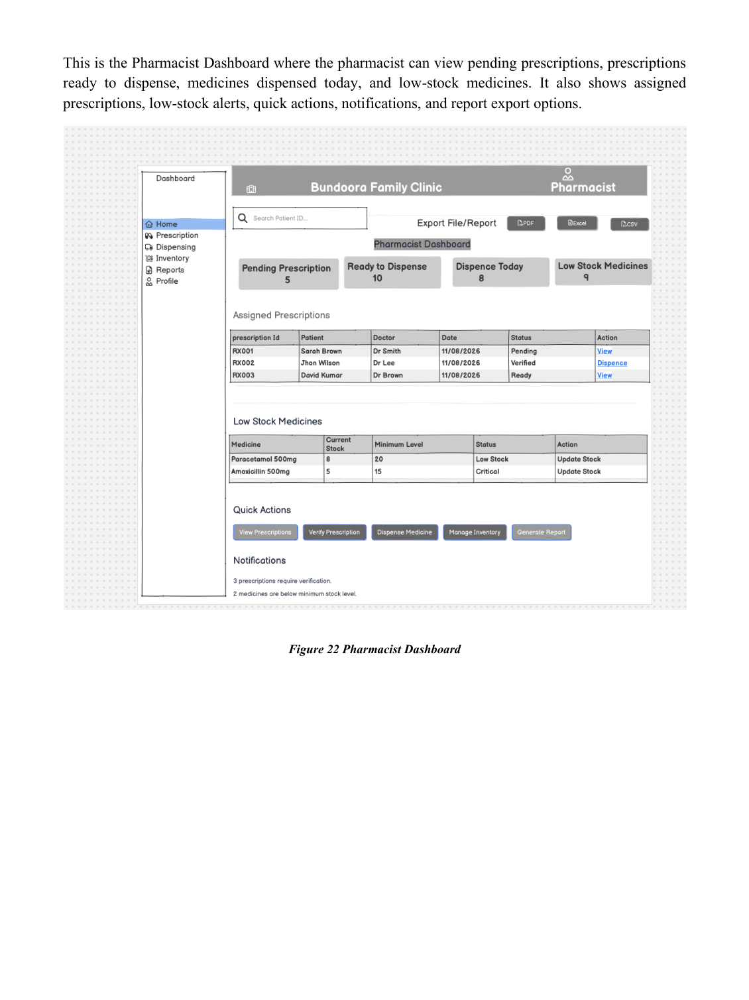 This is the Pharmacist Dashboard where the pharmacist can view pending prescriptions, prescriptions
ready to dispense, medicines dispensed today, and low-stock medicines. It also shows assigned
prescriptions, low-stock alerts, quick actions, notifications, and report export options.
Dashboard
Bundoora Family Clinic
Pharmacist
Home
Prescription
Dispensing
Inventory
Reports
Profile
Search Patient ID...
Export File/Report
PDF
Excel
CSV
Pharmacist Dashboard
Pending Prescription
5
Ready to Dispense
10
Dispence Today
8
Low Stock Medicines
9
Assigned Prescriptions
prescription Id Patient Doctor Date Status Action
RX001 Sarah Brown Dr Smith 11/08/2026 Pending View
RX002 Jhon Wilson Dr Lee 11/08/2026 Verified Dispence
RX003 David Kumar Dr Brown 11/08/2026 Ready View
Low Stock Medicines
Medicine Current Stock Minimum Level Status Action
Paracetamol 500mg 8 20 Low Stock Update Stock
Amoxicillin 500mg 5 15 Critical Update Stock
Quick Actions
View Prescriptions Verify Prescription Dispense Medicine Manage Inventory Generate Report
Notifications
3 prescriptions require verification.
2 medicines are below minimum stock level.
Figure 22 Pharmacist Dashboard